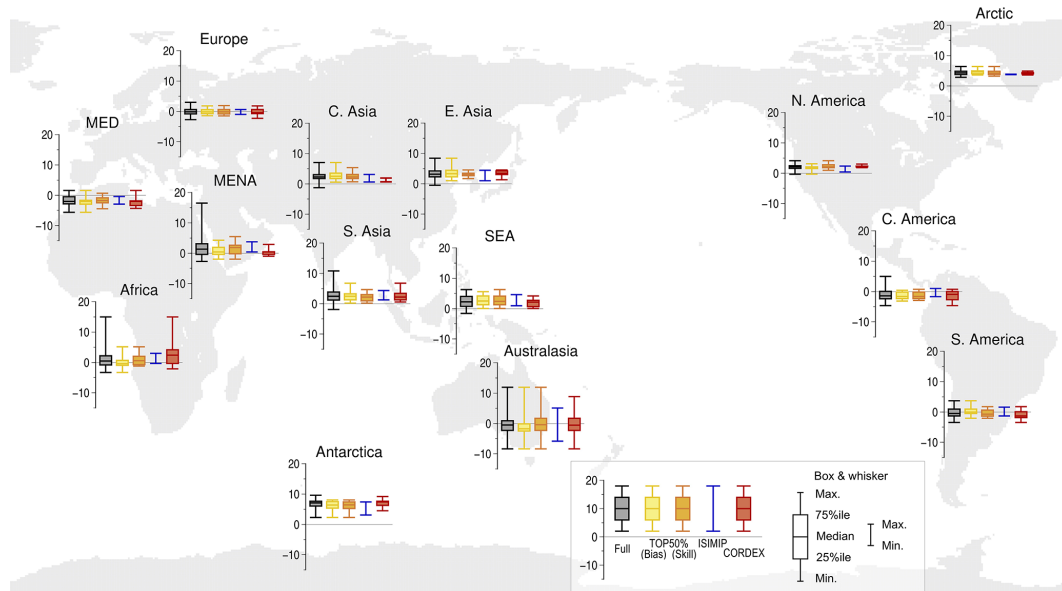 Arctic
20
10
0
−10
Europe
20
10
0
−10
N. America
20
10
0
−10
MED
20
10
0
−10
C. Asia
20
10
0
−10
E. Asia
20
10
0
−10
MENA
20
10
0
−10
C. America
20
10
0
−10
S. Asia
20
10
0
−10
SEA
20
10
0
−10
Africa
20
10
0
−10
S. America
20
10
0
−10
Australasia
20
10
0
−10
Antarctica
20
10
0
−10
20
10
0
−10
Full
TOP50%
(Bias) (Skill)
ISIMIP
CORDEX
Box & whisker
Max.
75%ile
Median
25%ile
Min.
Max.
Min.